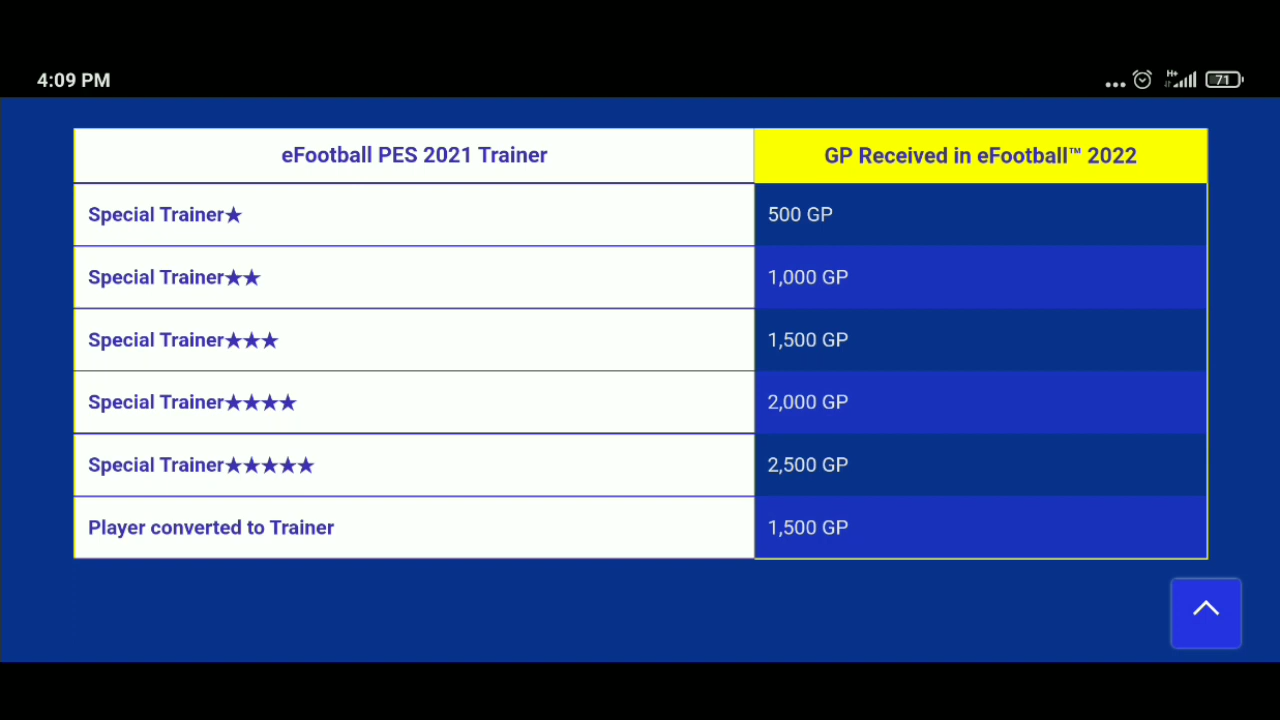 4:09 PM
H+
71
eFootball PES 2021 Trainer
GP Received in eFootball™ 2022
Special Trainer★
500 GP
Special Trainer★★
1,000 GP
Special Trainer★★★
1,500 GP
Special Trainer★★★★
2,000 GP
Special Trainer★★★★★
2,500 GP
Player converted to Trainer
1,500 GP